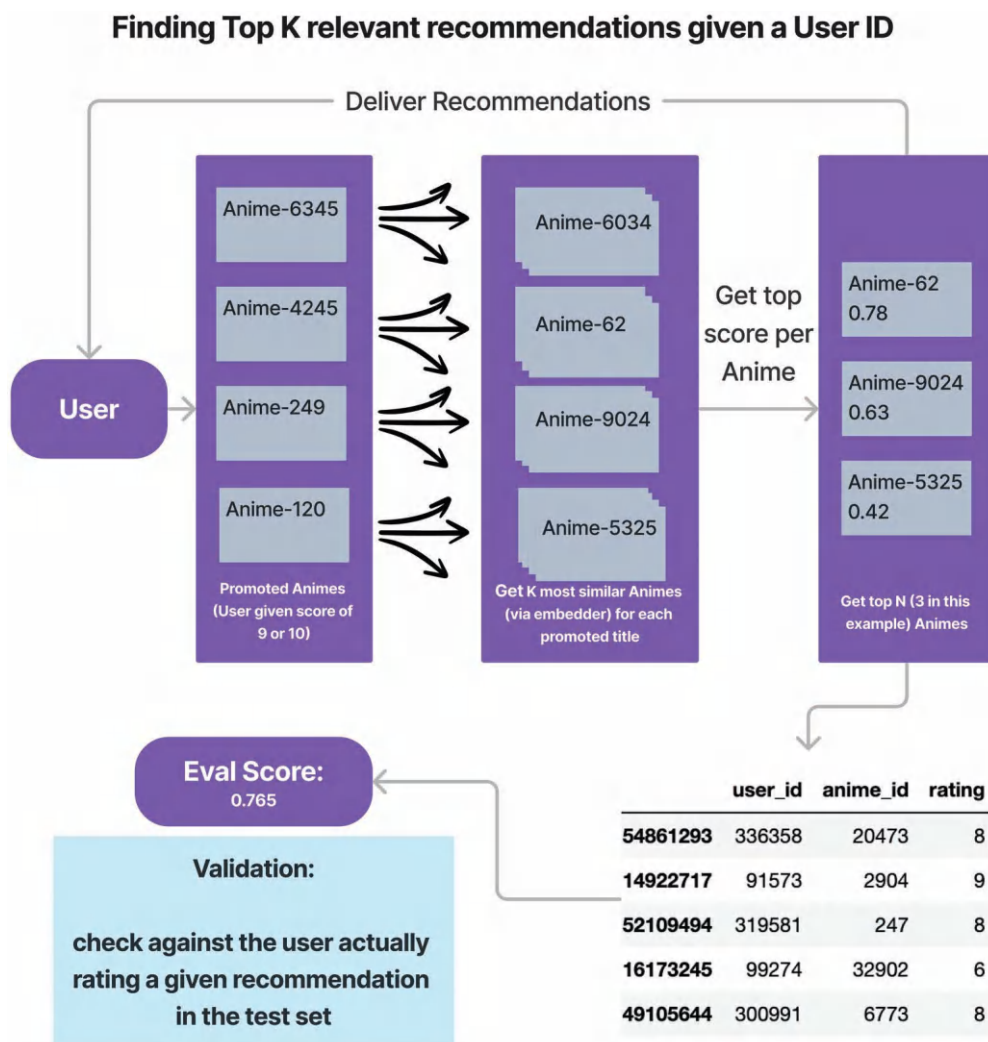 Finding Top K relevant recommendations given a User ID
Deliver Recommendations
User
Anime-6345
Anime-4245
Anime-249
Anime-120
Promoted Animes
(User given score of
9 or 10)
Anime-6034
Anime-62
Anime-9024
Anime-5325
Get K most similar Animes
(via embedder) for each
promoted title
Get top
score per
Anime
Anime-62
0.78
Anime-9024
0.63
Anime-5325
0.42
Get top N (3 in this
example) Animes
user_id anime_id rating
54861293 336358 20473 8
14922717 91573 2904 9
52109494 319581 247 8
16173245 99274 32902 6
49105644 300991 6773 8
Eval Score:
0.765
Validation:
check against the user actually
rating a given recommendation
in the test set